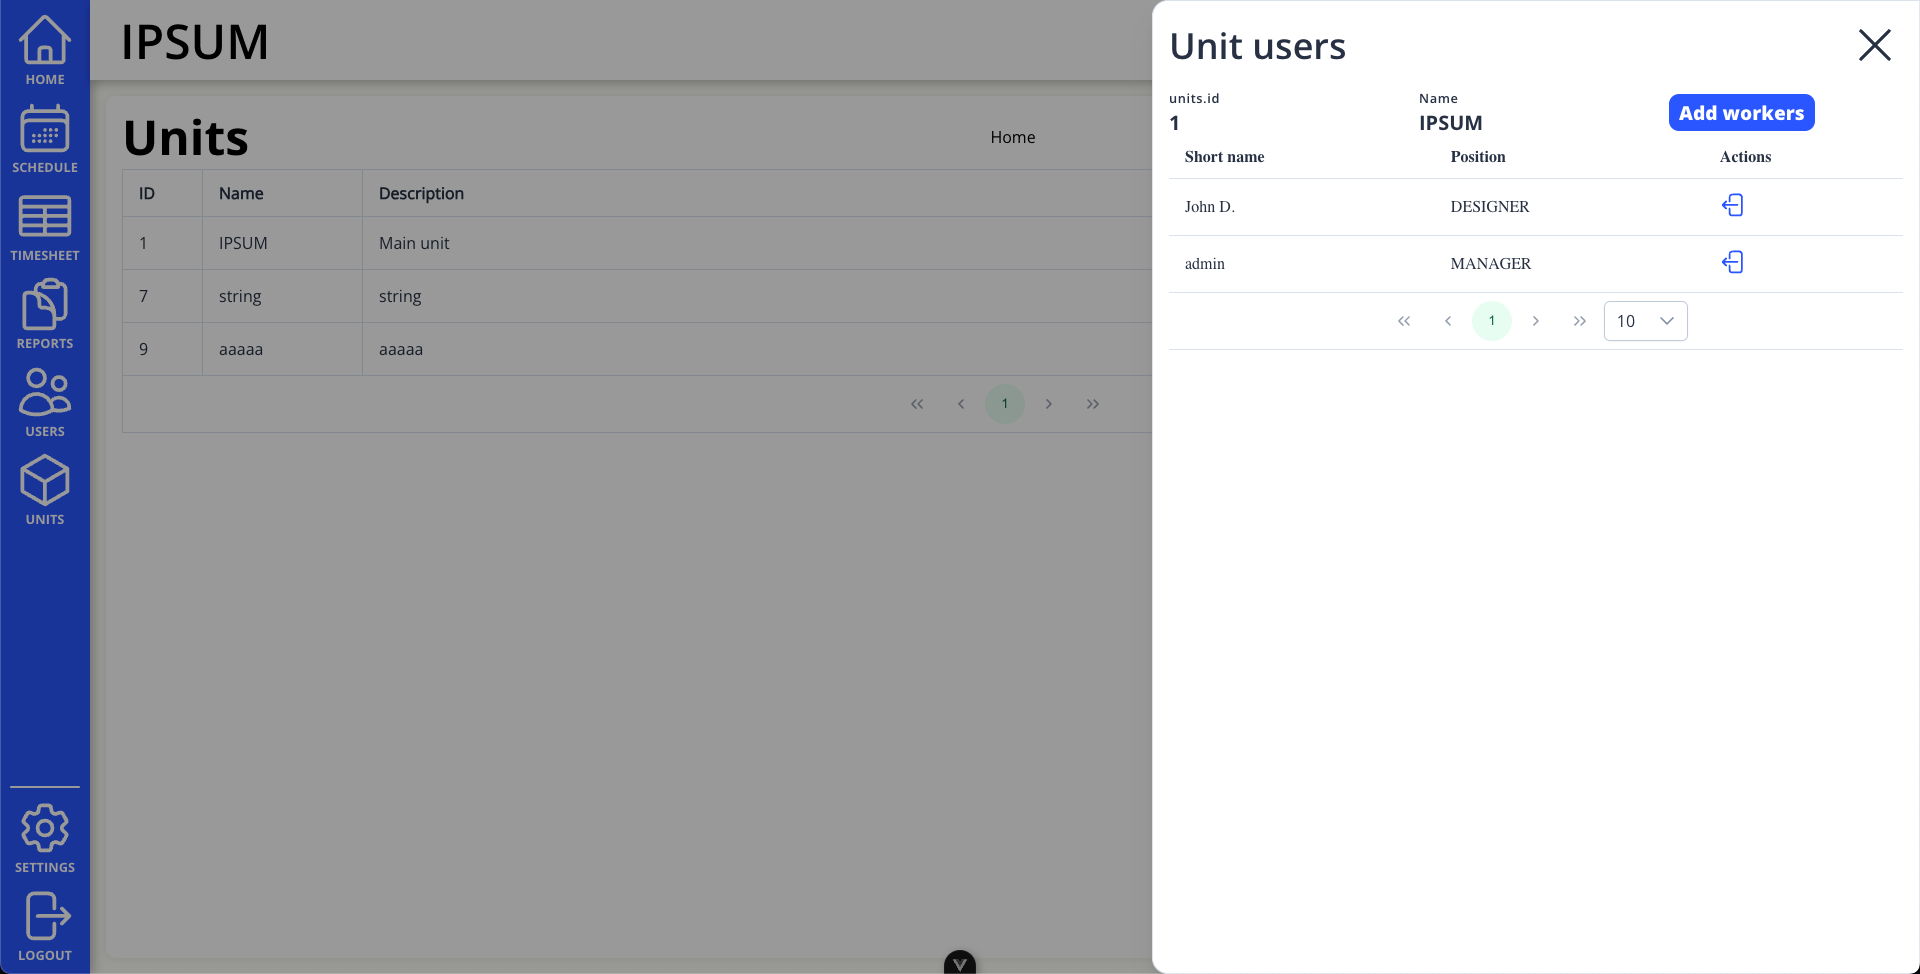 HOME
SCHEDULE
TIMESHEET
REPORTS
USERS
UNITS
SETTINGS
LOGOUT
IPSUM
Units
Home
ID Name Description
1 IPSUM Main unit
7 string string
9 aaaaa aaaaa
1
Unit users
units.id Name
1 IPSUM
Add workers
Short name Position Actions
John D. DESIGNER
admin MANAGER
1 10